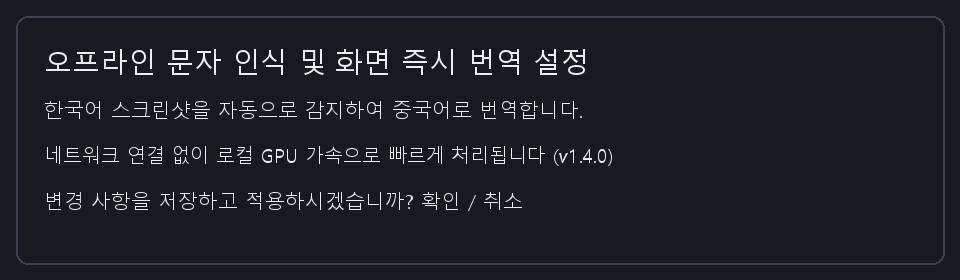 오프라인 문자 인식 및 화면 즉시 번역 설정
한국어 스크린샷을 자동으로 감지하여 중국어로 번역합니다.
네트워크 연결 없이 로컬 GPU 가속으로 빠르게 처리됩니다 (v1.4.0)
변경 사항을 저장하고 적용하시겠습니까? 확인 / 취소